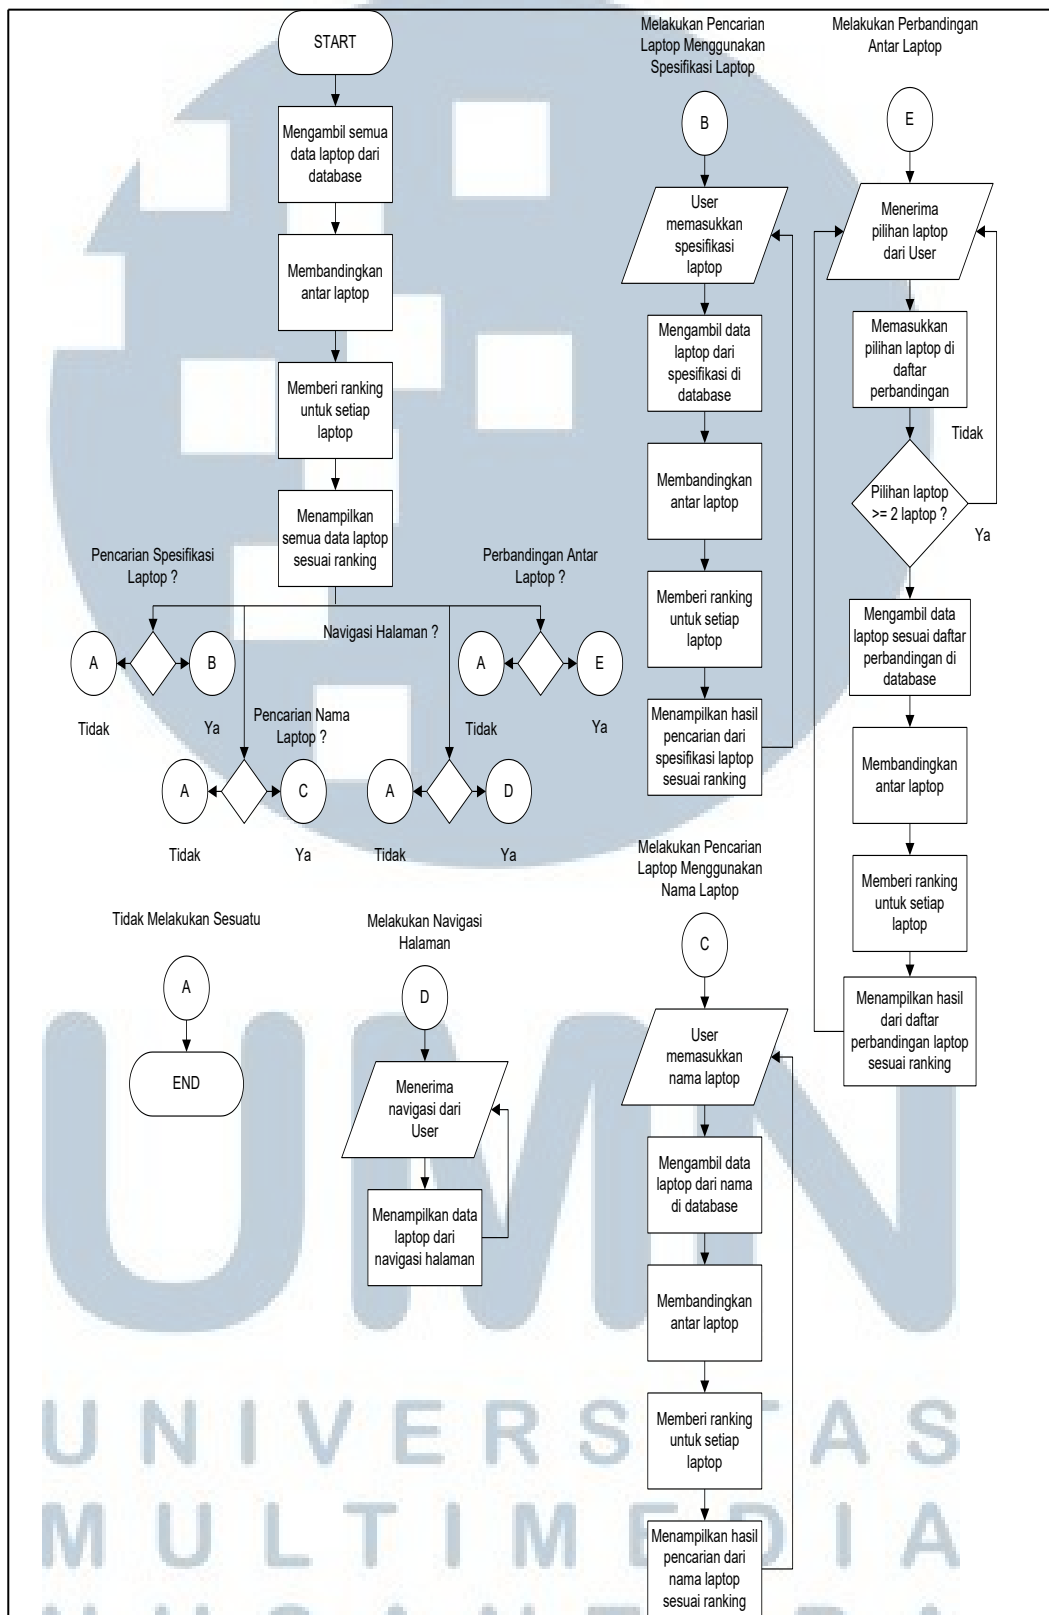 START
Mengambil semua
data laptop dari
database
Membandingkan
antar laptop
Memberi ranking
untuk setiap
laptop
Menampilkan
semua data laptop
sesuai ranking
Pencarian Spesifikasi
Laptop ?
A
B
Tidak
Ya
Pencarian Nama
Laptop ?
A
C
Tidak
Ya
Navigasi Halaman ?
A
D
Tidak
Ya
Perbandingan Antar
Laptop ?
A
E
Tidak
Ya
Tidak Melakukan Sesuatu
A
END
Melakukan Navigasi
Halaman
D
Menerima
navigasi dari
User
Menampilkan data
laptop dari
navigasi halaman
Melakukan Pencarian
Laptop Menggunakan
Spesifikasi Laptop
B
User
memasukkan
spesifikasi
laptop
Mengambil data
laptop dari
spesifikasi di
database
Membandingkan
antar laptop
Memberi ranking
untuk setiap
laptop
Menampilkan hasil
pencarian dari
spesifikasi laptop
sesuai ranking
Melakukan Pencarian
Laptop Menggunakan
Nama Laptop
C
User
memasukkan
nama laptop
Mengambil data
laptop dari nama
di database
Membandingkan
antar laptop
Memberi ranking
untuk setiap
laptop
Menampilkan hasil
pencarian dari
nama laptop
sesuai ranking
Melakukan Perbandingan
Antar Laptop
E
Menerima
pilihan laptop
dari User
Memasukkan
pilihan laptop di
daftar
perbandingan
Tidak
Pilihan laptop
>= 2 laptop ?
Ya
Mengambil data
laptop sesuai daftar
perbandingan di
database
Membandingkan
antar laptop
Memberi ranking
untuk setiap
laptop
Menampilkan hasil
dari daftar
perbandingan laptop
sesuai ranking
UMN
UNIVERSITAS
MULTIMEDIA